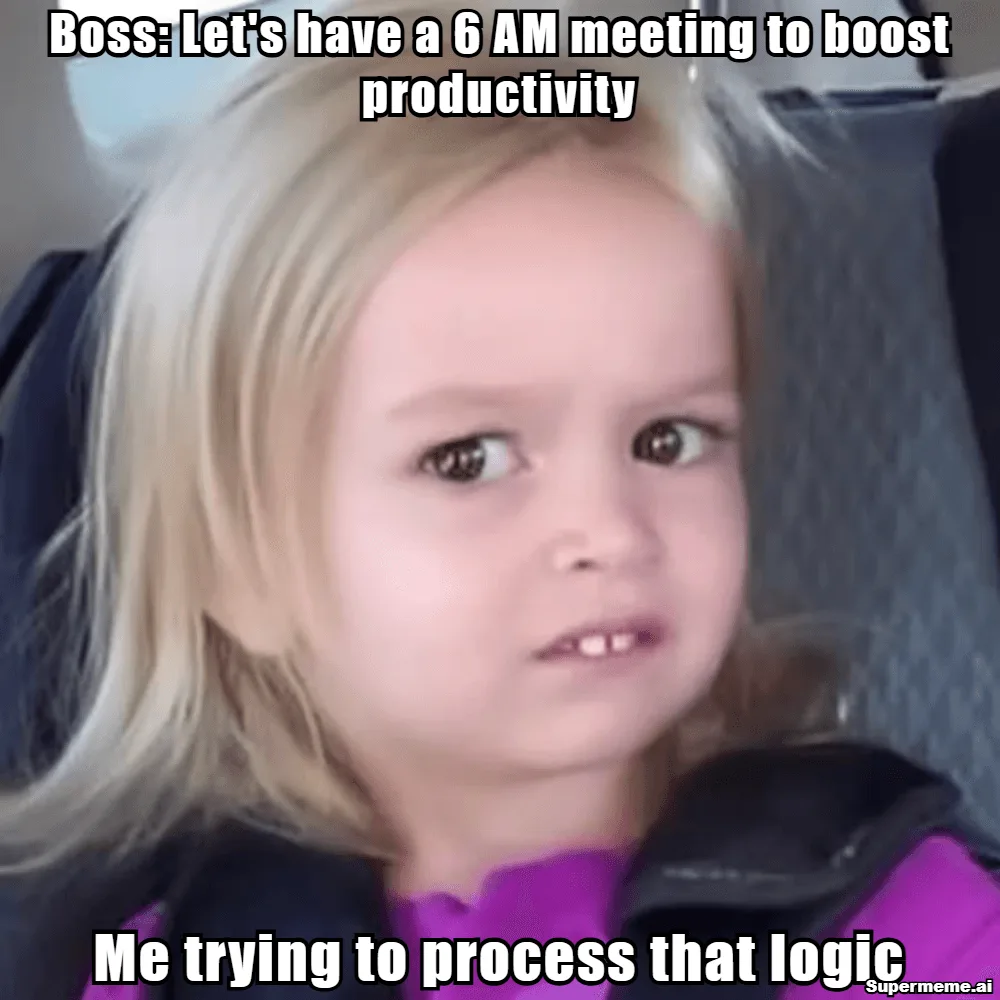 Boss: Let's have a 6 AM meeting to boost
productivity
Me trying to process that logic
Supermeme.ai